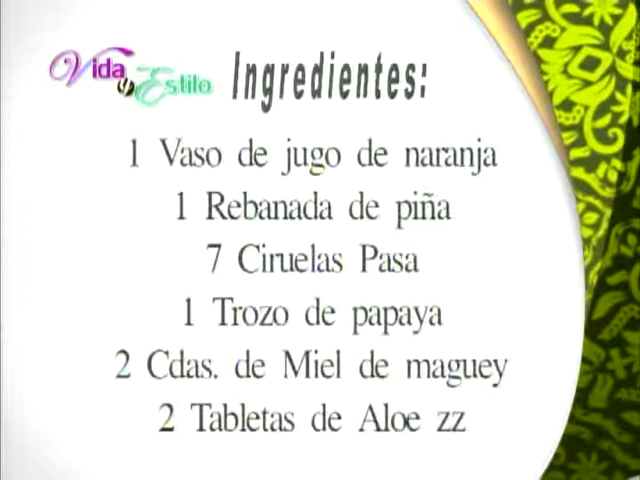 Vida y Estilo
Ingredientes:
1 Vaso de jugo de naranja
1 Rebanada de piña
7 Ciruelas Pasa
1 Trozo de papaya
2 Cdas. de Miel de maguey
2 Tabletas de Aloe zz